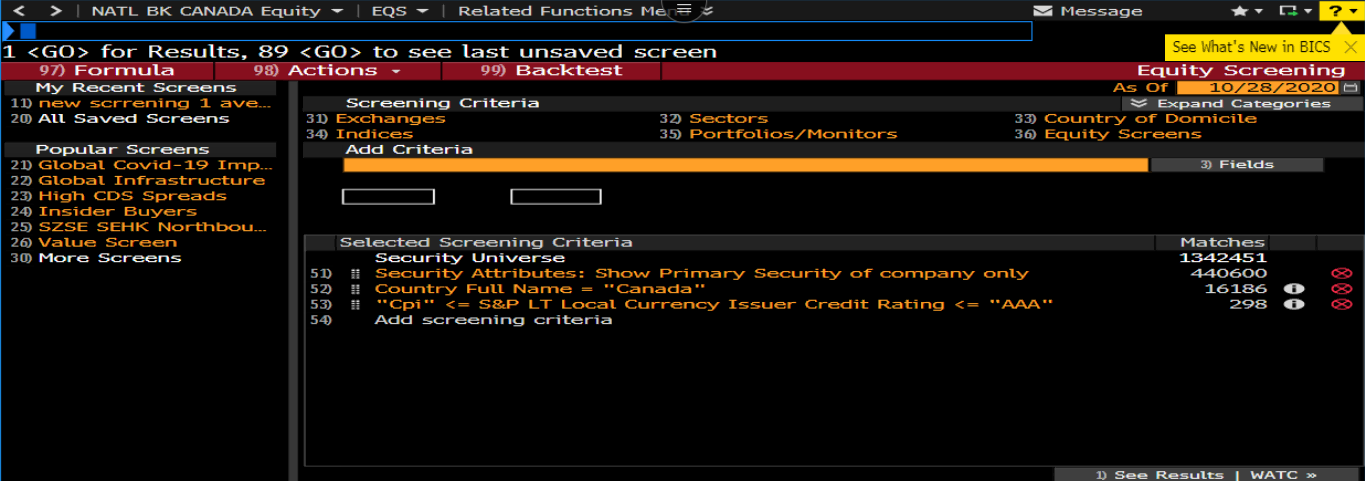 < > NATL BK CANADA Equity EQS Related Functions Menu Message ?
1 <GO> for Results, 89 <GO> to see last unsaved screen
See What's New in BICS
97) Formula 98) Actions 99) Backtest Equity Screening
My Recent Screens
11) new scrrening 1 ave...
20) All Saved Screens
Popular Screens
21) Global Covid-19 Imp...
22) Global Infrastructure
23) High CDS Spreads
24) Insider Buyers
25) SZSE SEHK Northbou...
26) Value Screen
30) More Screens
As Of 10/28/2020
Screening Criteria Expand Categories
31) Exchanges 32) Sectors 33) Country of Domicile
34) Indices 35) Portfolios/Monitors 36) Equity Screens
Add Criteria
3) Fields
Selected Screening Criteria Matches
Security Universe 1342451
51) Security Attributes: Show Primary Security of company only 440600
52) Country Full Name = "Canada" 16186
53) "Cpi" <= S&P LT Local Currency Issuer Credit Rating <= "AAA" 298
54) Add screening criteria
1) See Results | WATC »